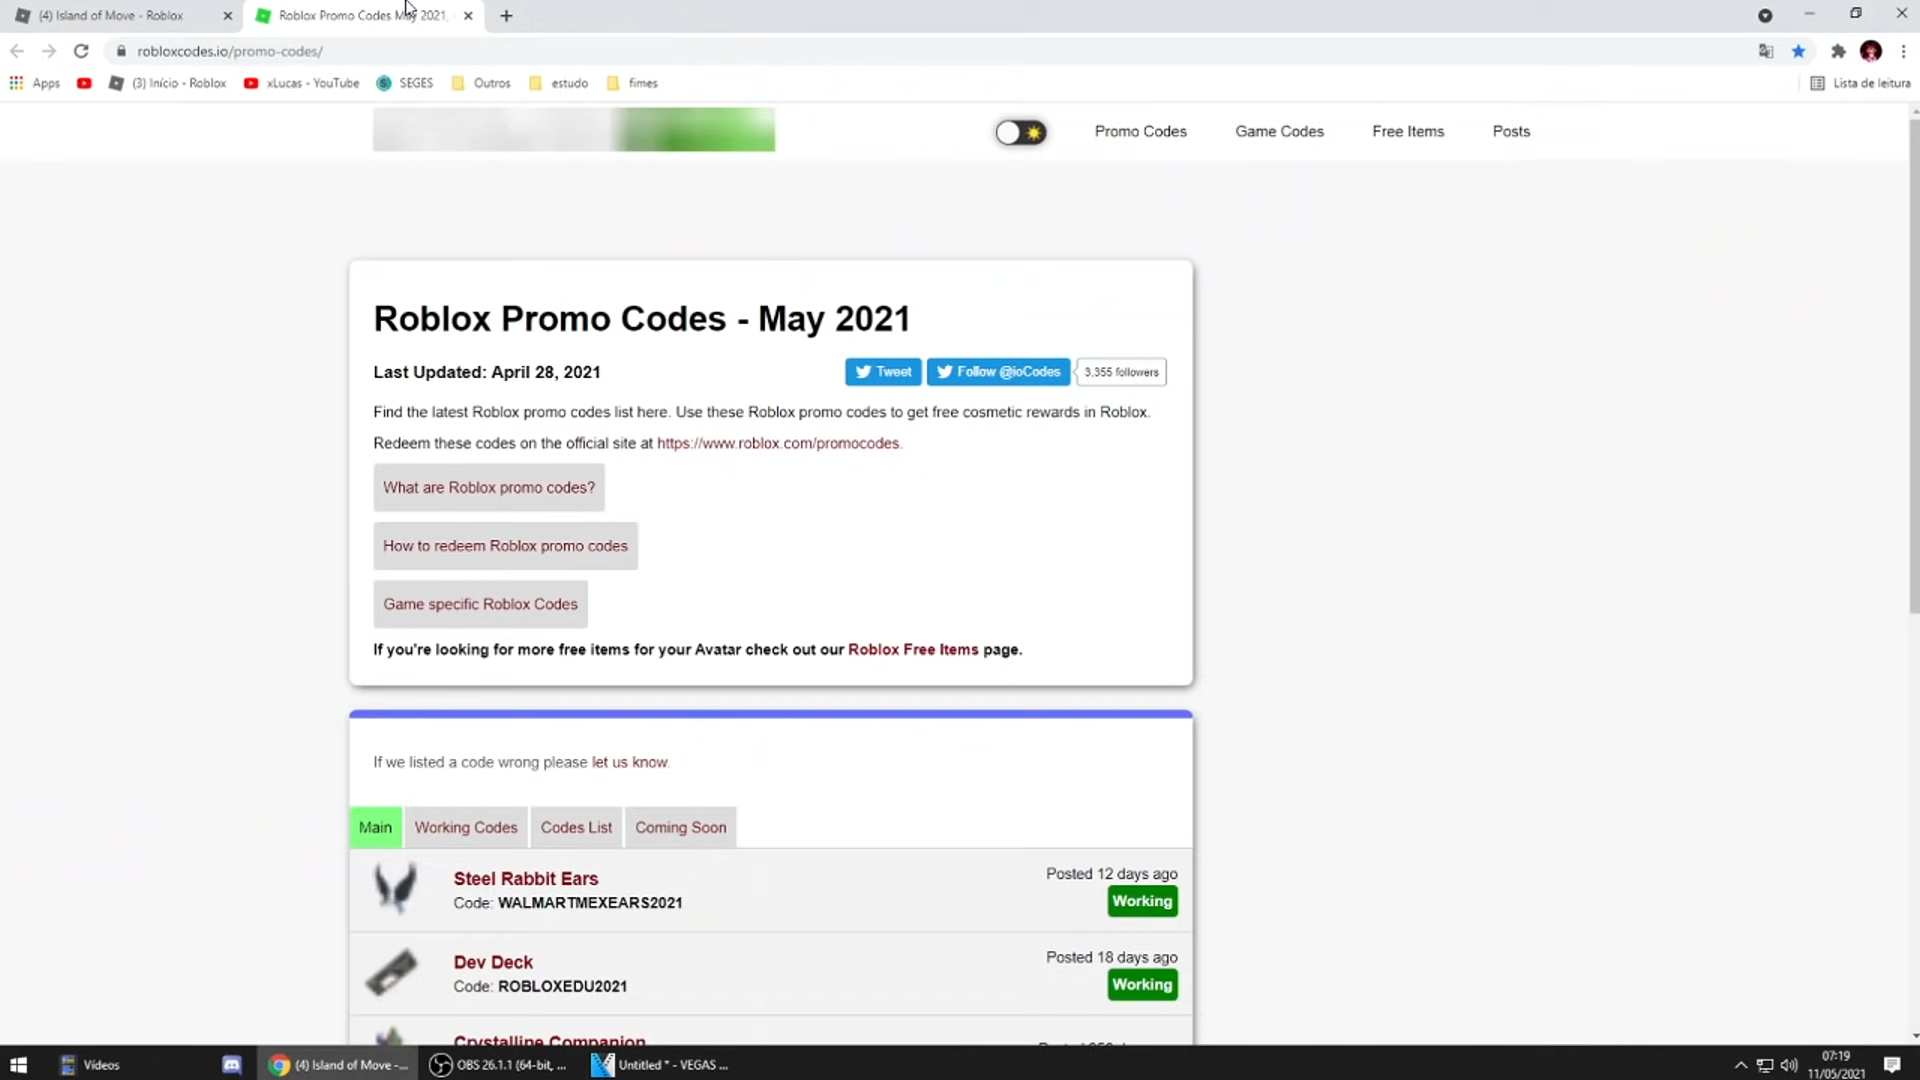 (4) Island of Move - Roblox
Roblox Promo Codes May 2021,
robloxcodes.io/promo-codes/
Apps
(3) Início - Roblox
xLucas - YouTube
SEGES
Outros
estudo
fimes
Lista de leitura
Promo Codes
Game Codes
Free Items
Posts
Roblox Promo Codes - May 2021
Last Updated: April 28, 2021
Tweet
Follow @ioCodes
3,355 followers
Find the latest Roblox promo codes list here. Use these Roblox promo codes to get free cosmetic rewards in Roblox.
Redeem these codes on the official site at https://www.roblox.com/promocodes.
What are Roblox promo codes?
How to redeem Roblox promo codes
Game specific Roblox Codes
If you're looking for more free items for your Avatar check out our Roblox Free Items page.
If we listed a code wrong please let us know.
Main
Working Codes
Codes List
Coming Soon
Steel Rabbit Ears
Posted 12 days ago
Code: WALMARTMEXEARS2021
Working
Dev Deck
Posted 18 days ago
Code: ROBLOXEDU2021
Working
Crystalline Companion
Vídeos
(4) Island of Move -...
OBS 26.1.1 (64-bit, ...
Untitled * - VEGAS ...
07:19
11/05/2021